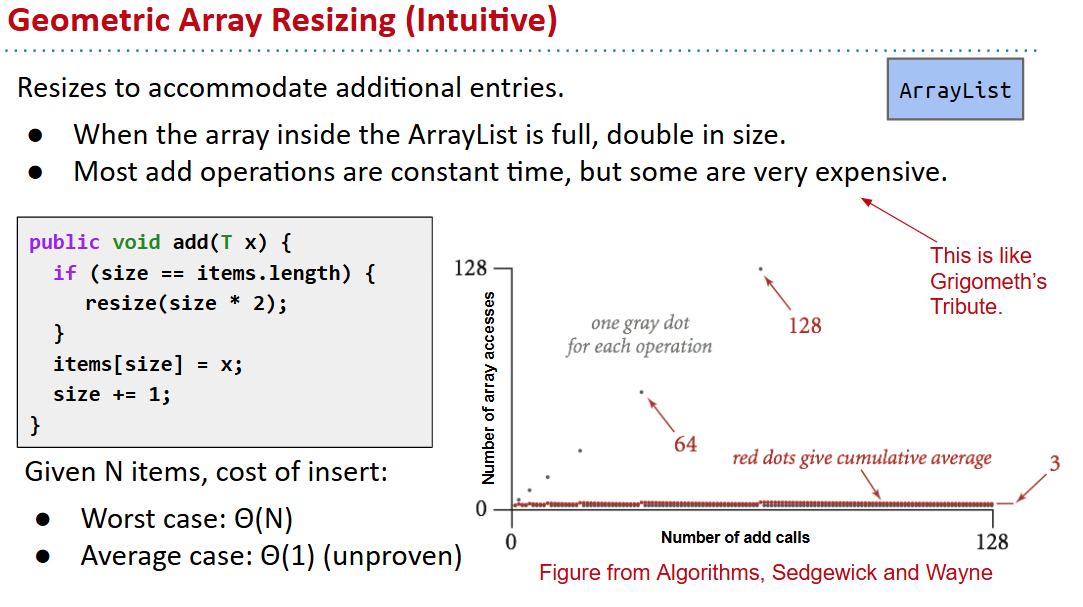 Geometric Array Resizing (Intuitive)
Resizes to accommodate additional entries.
ArrayList
● When the array inside the ArrayList is full, double in size.
● Most add operations are constant time, but some are very expensive.
This is like
Grigometh's
Tribute.
public void add(T x) {
if (size == items.length) {
resize(size * 2);
}
items[size] = x;
size += 1;
}
Given N items, cost of insert:
● Worst case: Θ(N)
● Average case: Θ(1) (unproven)
128
Number of array accesses
one gray dot
for each operation
128
64
red dots give cumulative average
3
0
0
Number of add calls
128
Figure from Algorithms, Sedgewick and Wayne